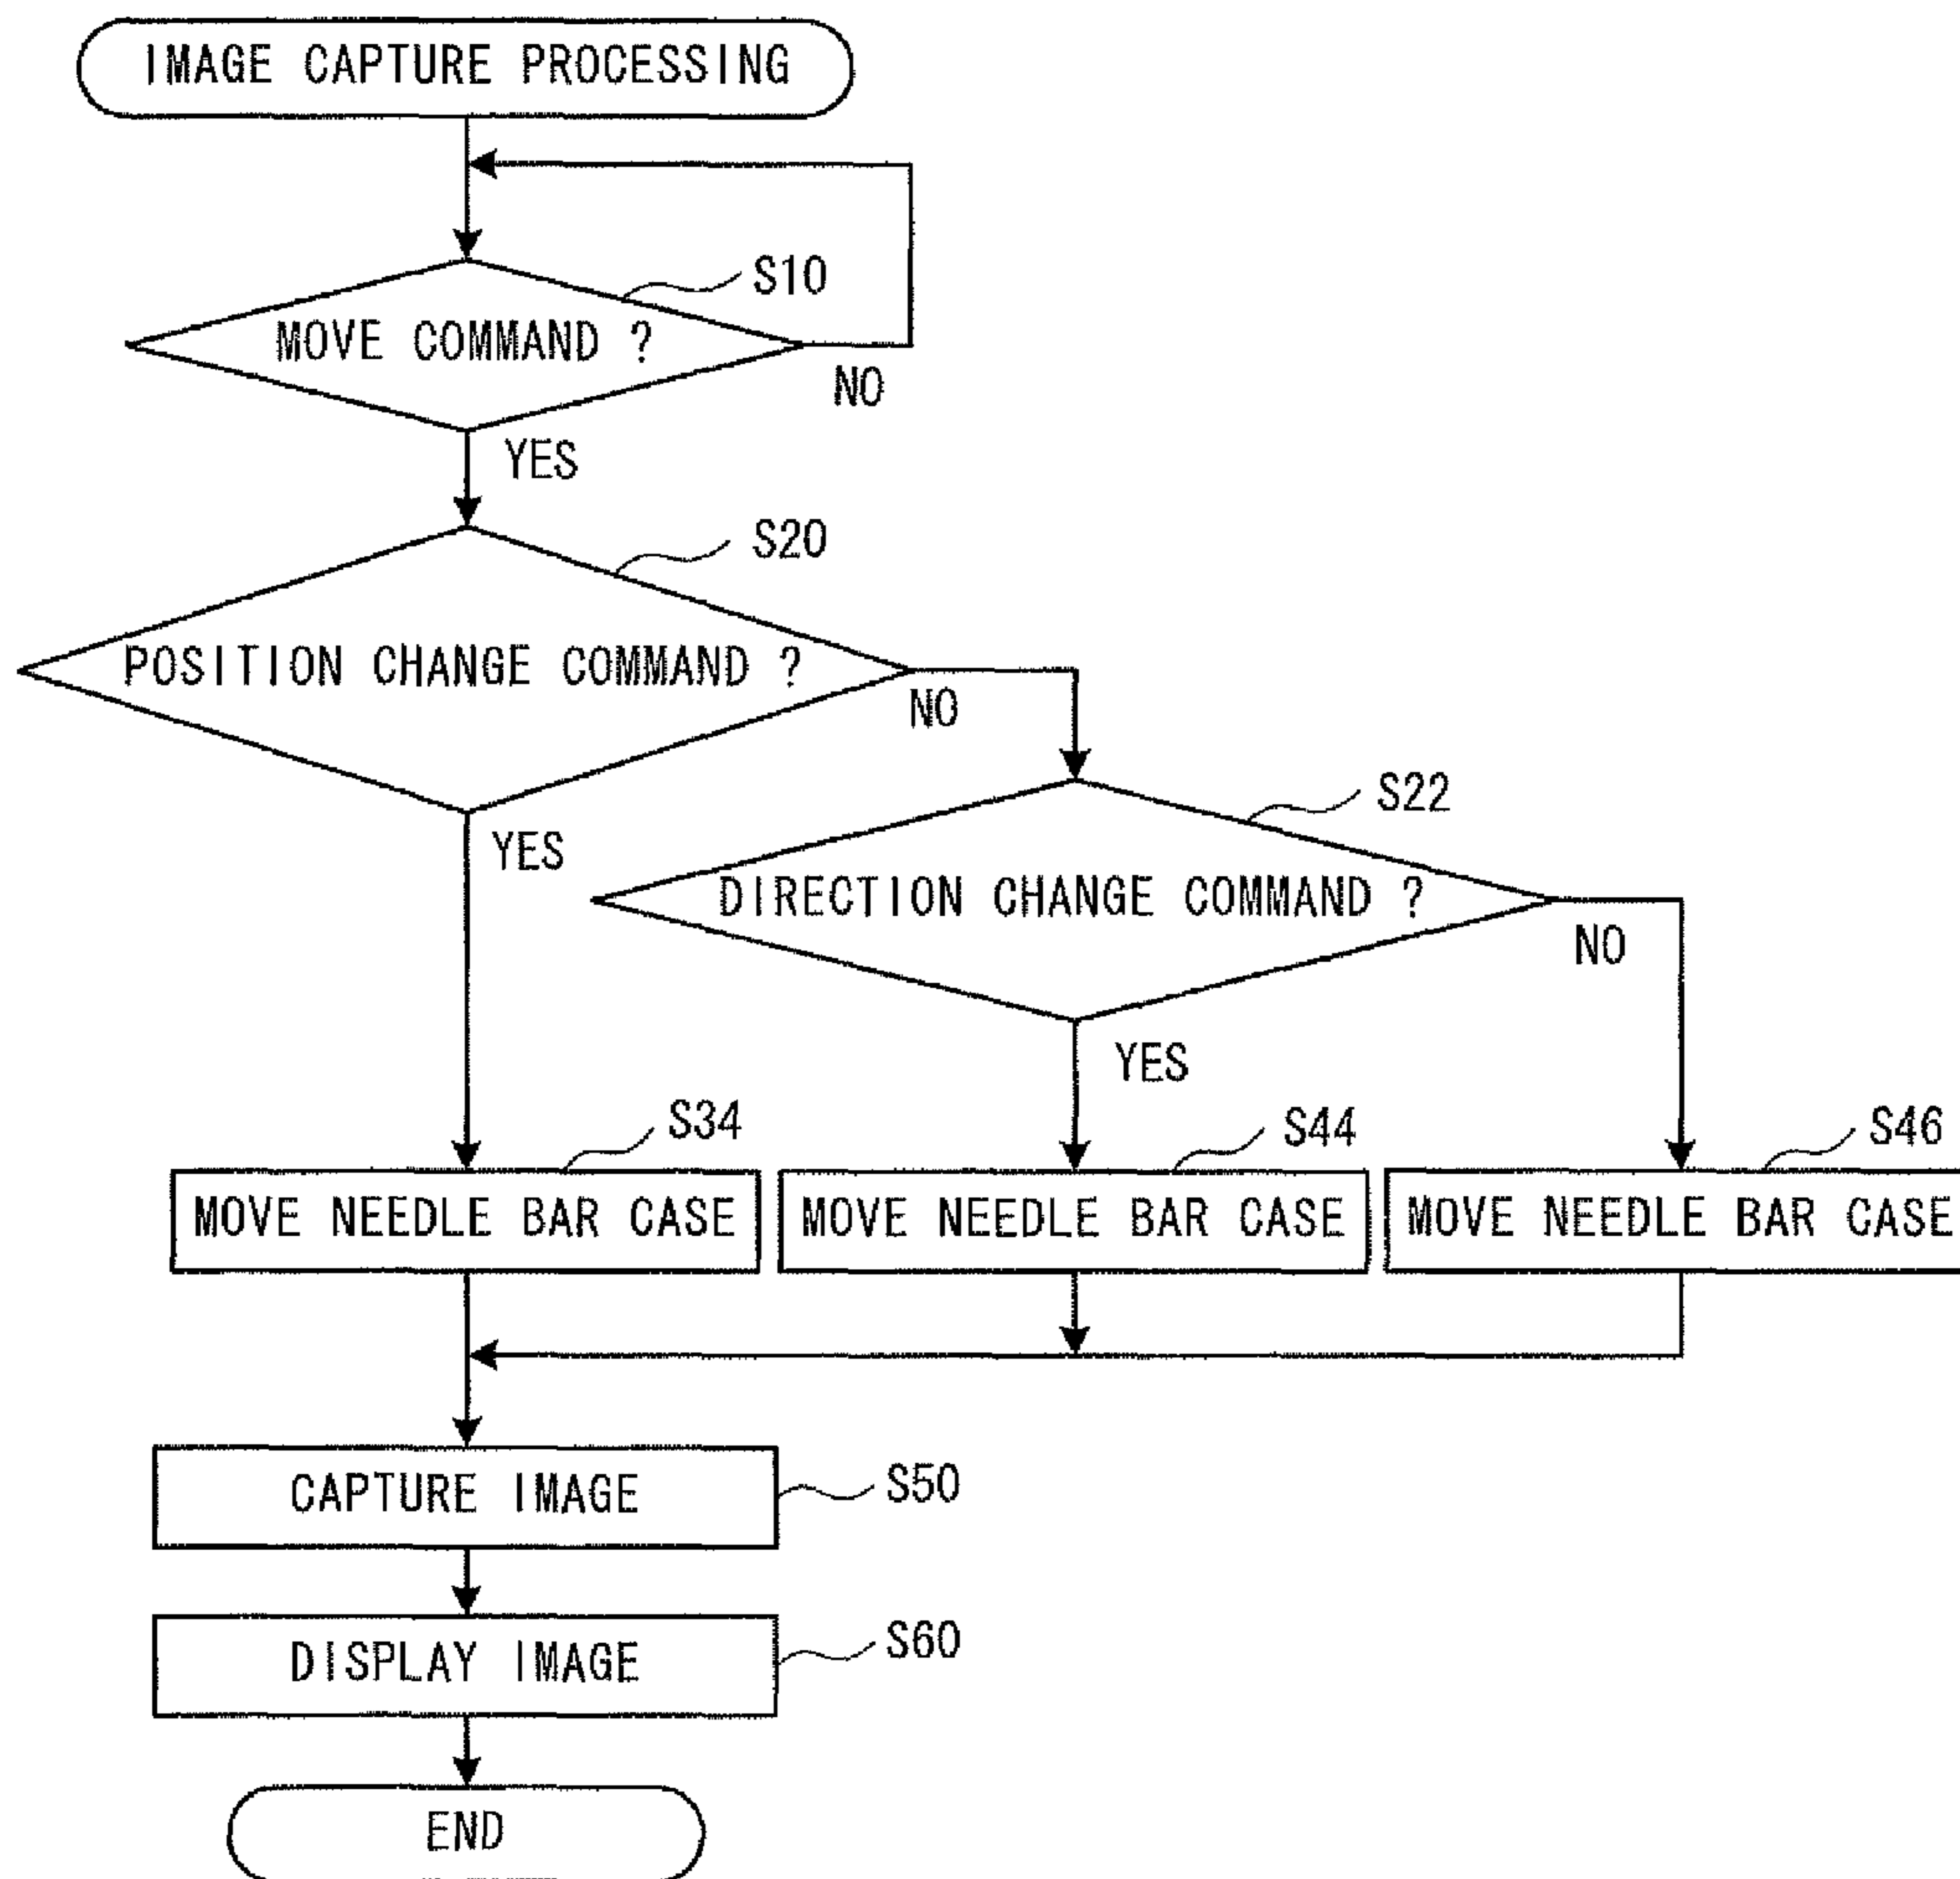 IMAGE CAPTURE PROCESSING
S10
MOVE COMMAND ?
NO
YES
S20
POSITION CHANGE COMMAND ?
NO
YES
S22
DIRECTION CHANGE COMMAND ?
NO
YES
S34
S44
S46
MOVE NEEDLE BAR CASE
MOVE NEEDLE BAR CASE
MOVE NEEDLE BAR CASE
CAPTURE IMAGE
S50
DISPLAY IMAGE
S60
END